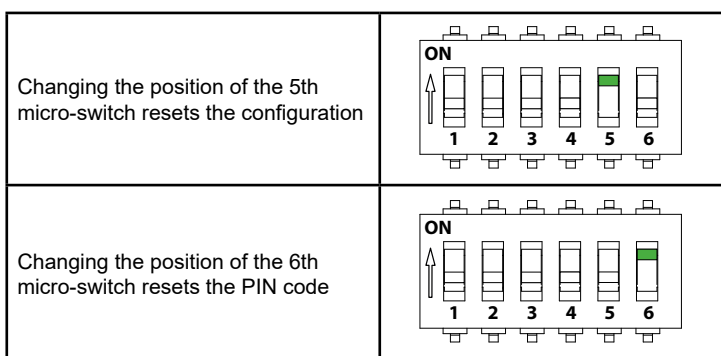 Changing the position of the 5th
micro-switch resets the configuration
ON
1 2 3 4 5 6
Changing the position of the 6th
micro-switch resets the PIN code
ON
1 2 3 4 5 6